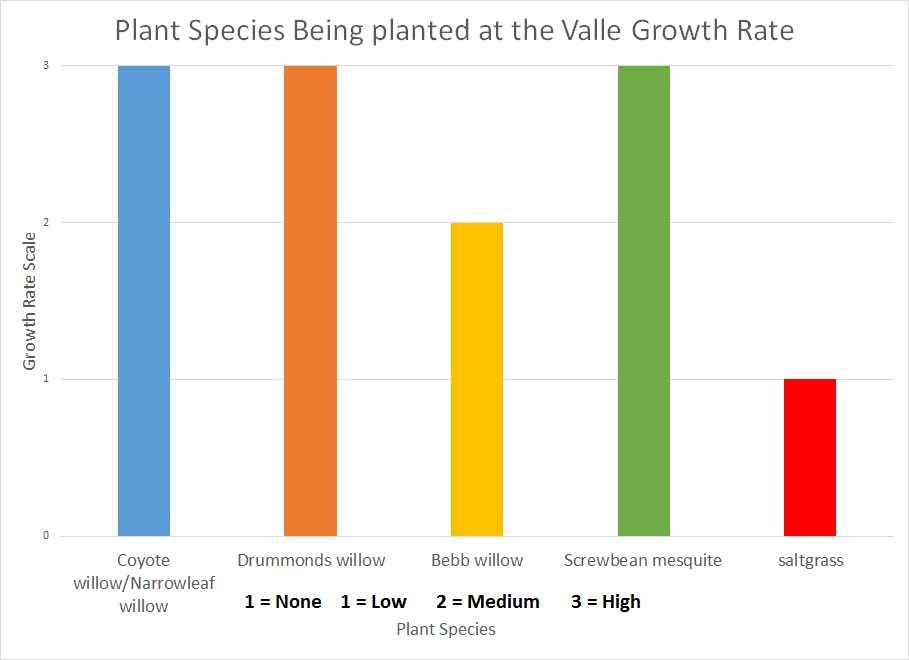 Plant Species Being planted at the Valle Growth Rate
3
2
1
0
Growth Rate Scale
Coyote willow/Narrowleaf willow
Drummonds willow
Bebb willow
Screwbean mesquite
saltgrass
1 = None 1 = Low 2 = Medium 3 = High
Plant Species